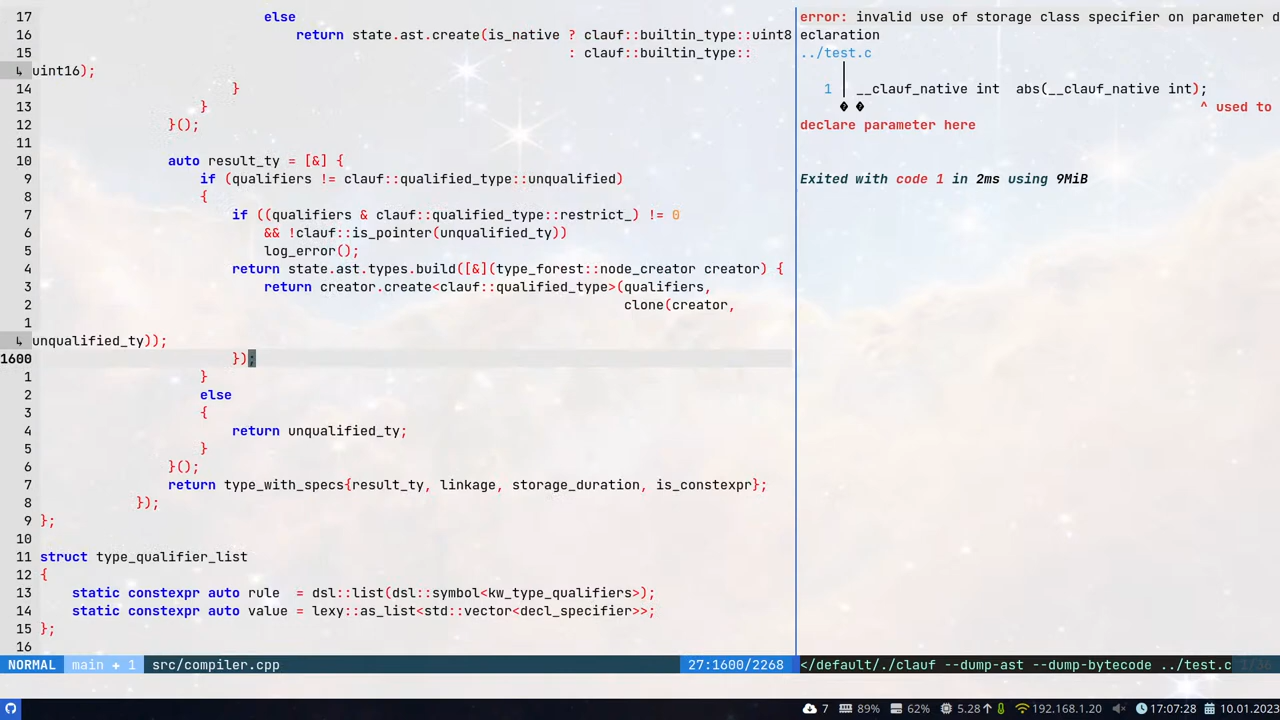 17                             else
16                                 return state.ast.create(is_native ? clauf::builtin_type::uint8
15                                                                   : clauf::builtin_type::
↳ uint16);
14                         }
13                     }
12                 }();
11
10                 auto result_ty = [&] {
9                     if (qualifiers != clauf::qualified_type::unqualified)
8                     {
7                         if ((qualifiers & clauf::qualified_type::restrict_) != 0
6                             && !clauf::is_pointer(unqualified_ty))
5                             log_error();
4                         return state.ast.types.build([&](type_forest::node_creator creator) {
3                             return creator.create<clauf::qualified_type>(qualifiers,
2                                                                          clone(creator,
1
↳ unqualified_ty));
1600                         });
1                     }
2                     else
3                     {
4                         return unqualified_ty;
5                     }
6                 }();
7                 return type_with_specs{result_ty, linkage, storage_duration, is_constexpr};
8             });
9 };
10
11 struct type_qualifier_list
12 {
13     static constexpr auto rule  = dsl::list(dsl::symbol<kw_type_qualifiers>);
14     static constexpr auto value = lexy::as_list<std::vector<decl_specifier>>;
15 };
16
NORMAL main + 1 src/compiler.cpp 27:1600/2268
error: invalid use of storage class specifier on parameter d
eclaration
../test.c
│
1 │ __clauf_native int  abs(__clauf_native int);
� � ^ used to
declare parameter here
Exited with code 1 in 2ms using 9MiB
</default/./clauf --dump-ast --dump-bytecode ../test.c 1/36
7 89% 62% 5.28↑ 192.168.1.20 17:07:28 10.01.2023